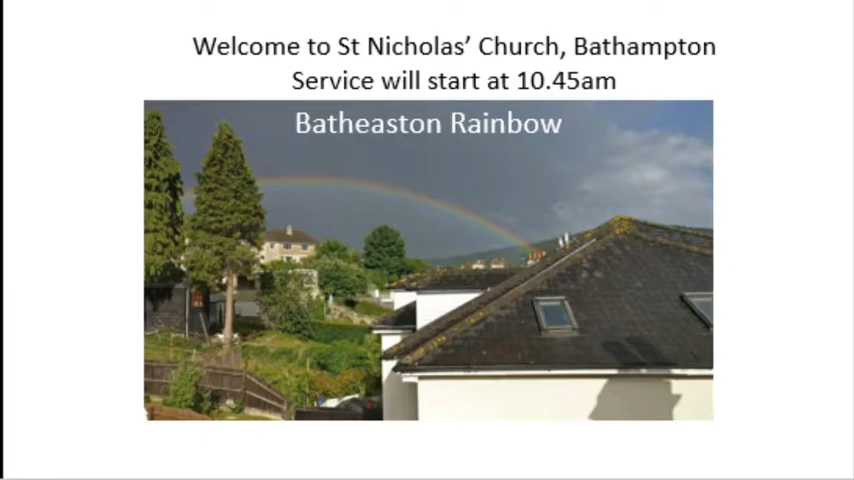 Welcome to St Nicholas’ Church, Bathampton
Service will start at 10.45am
Batheaston Rainbow